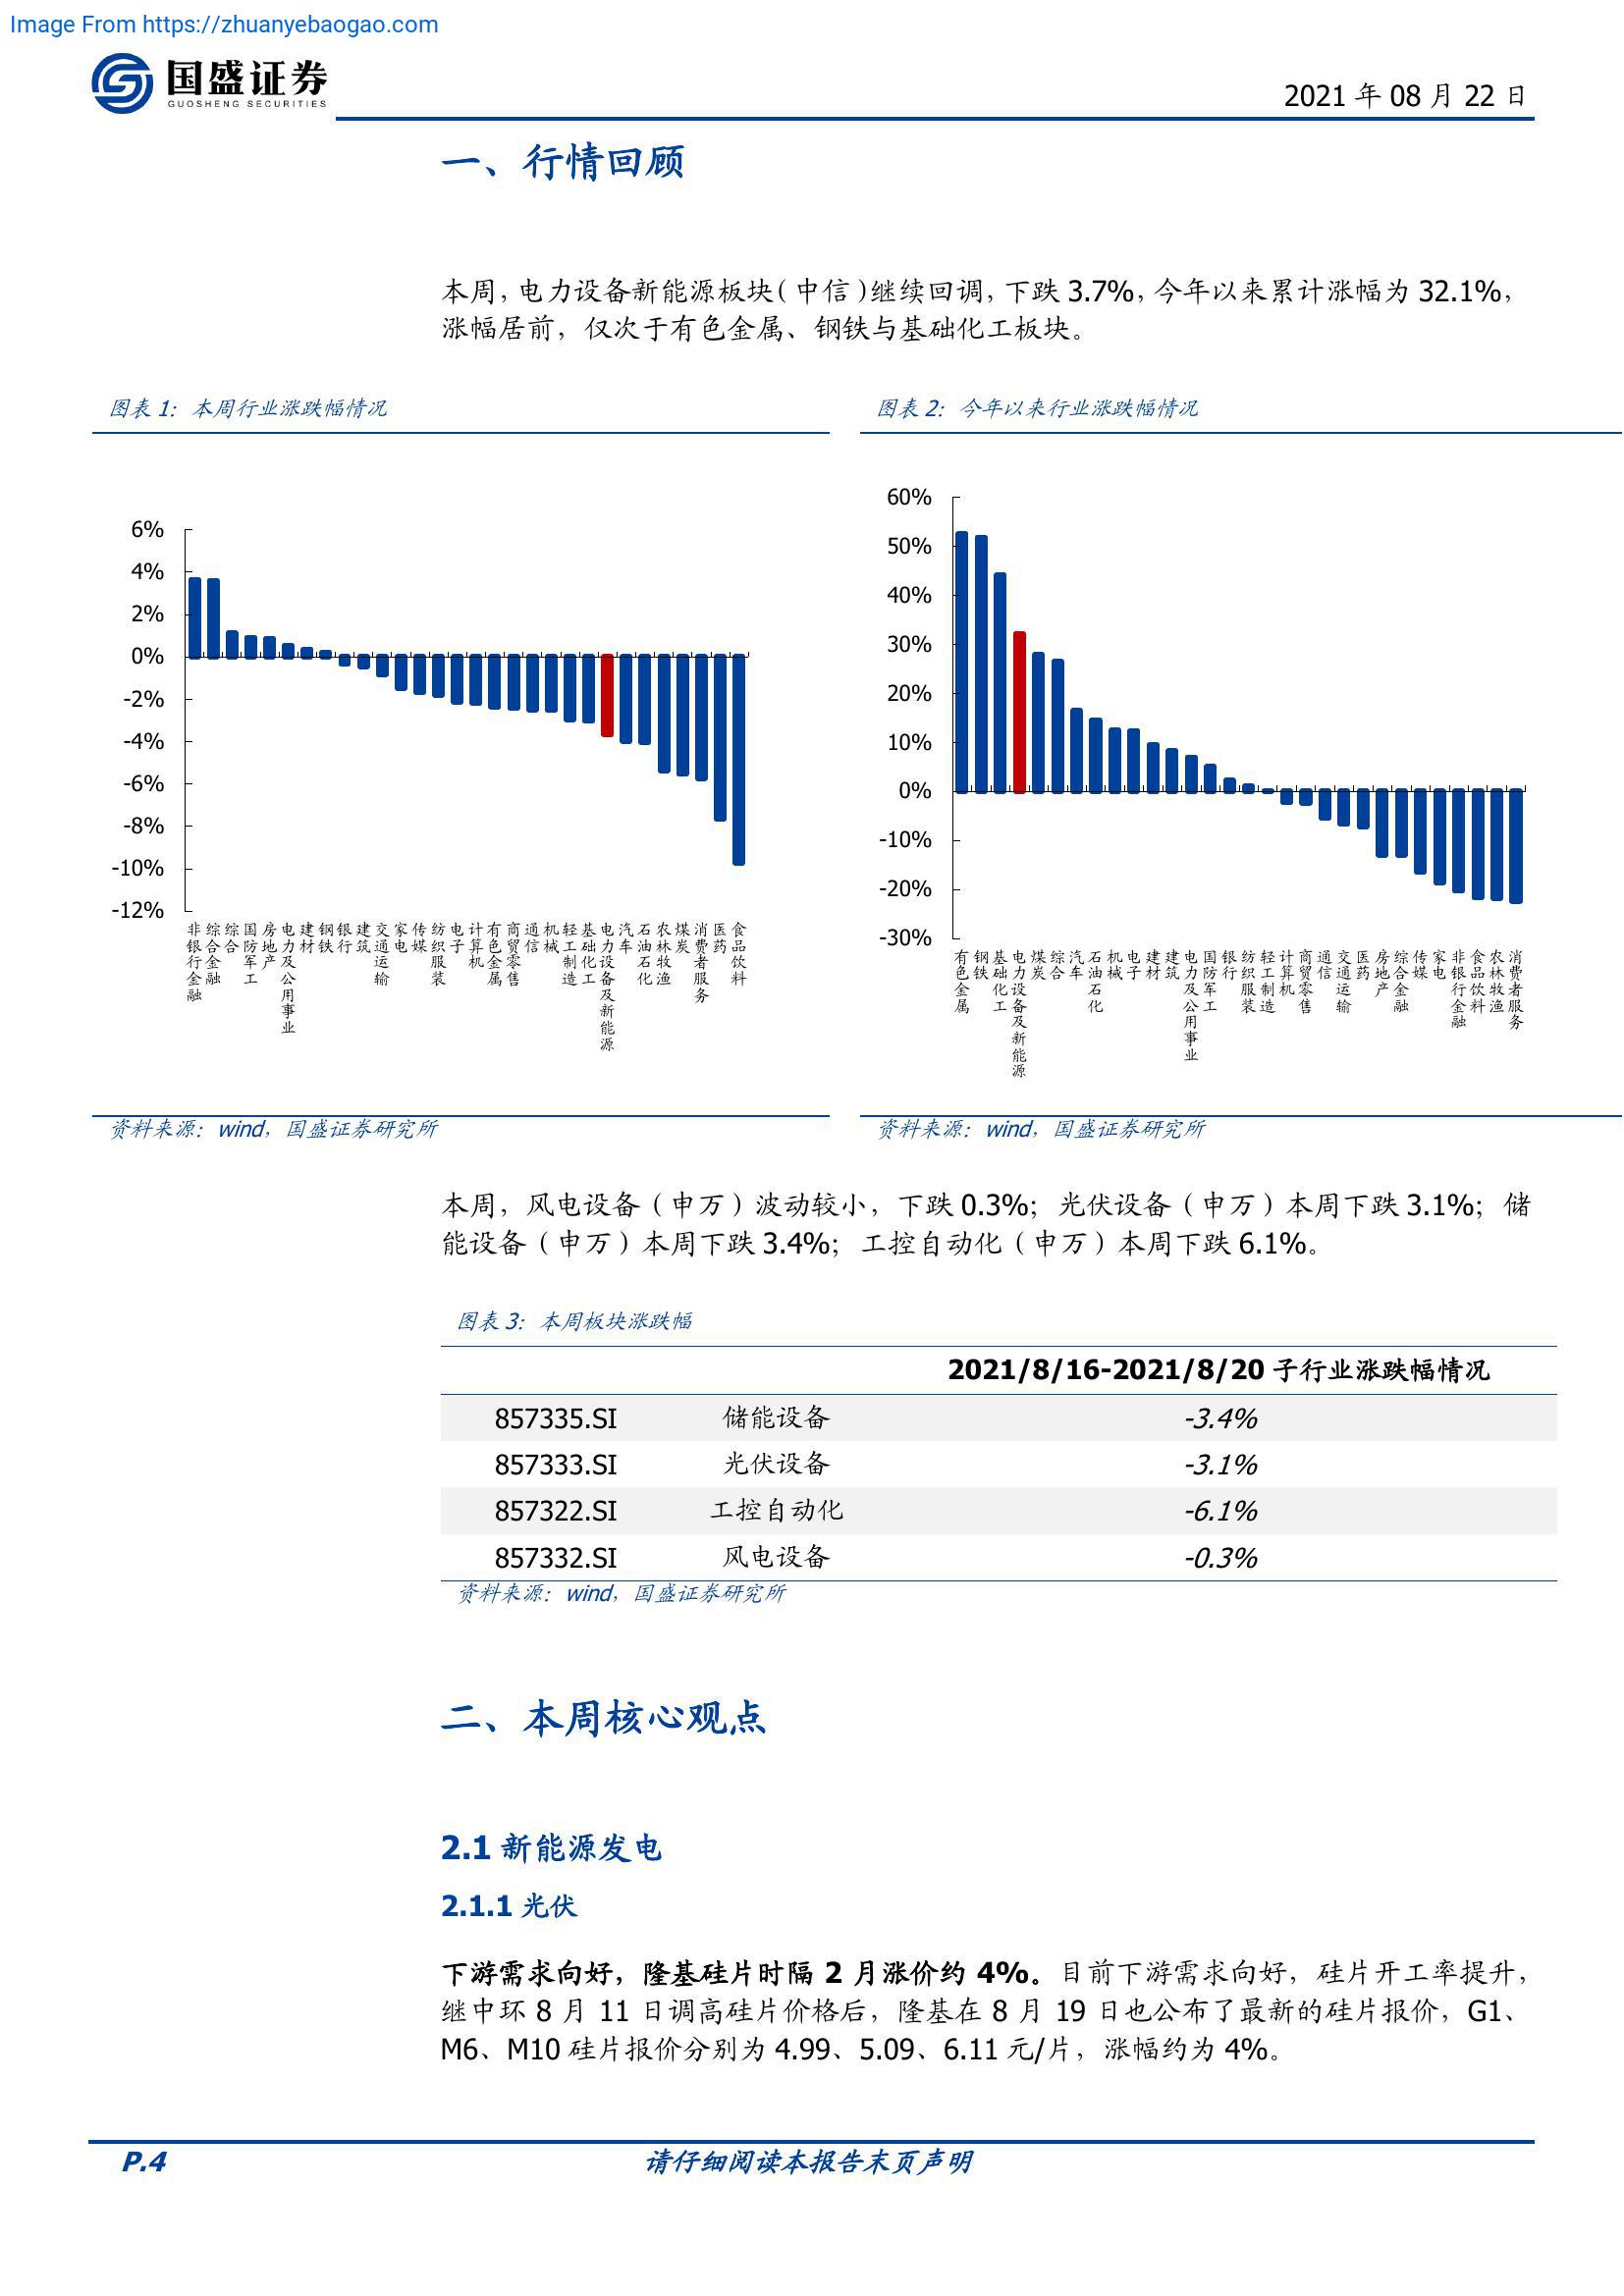 Image From https://zhuanyebaogao.com
国盛证券
GUOSHENG SECURITIES
2021 年 08 月 22 日
一、行情回顾
本周，电力设备新能源板块（中信）继续回调，下跌 3.7%，今年以来累计涨幅为 32.1%，
涨幅居前，仅次于有色金属、钢铁与基础化工板块。
图表 1：本周行业涨跌幅情况
6%
4%
2%
0%
-2%
-4%
-6%
-8%
-10%
-12%
非银行金融
综合金融
综合
国防军工
房地产
电力及公用事业
建材
钢铁
银行
建筑
交通运输
家电
传媒
纺织服装
电子
计算机
有色金属
商贸零售
通信
机械
轻工制造
基础化工
电力设备及新能源
汽车
石油石化
农林牧渔
煤炭
消费者服务
医药
食品饮料
资料来源：wind，国盛证券研究所
图表 2：今年以来行业涨跌幅情况
60%
50%
40%
30%
20%
10%
0%
-10%
-20%
-30%
有色金属
钢铁
基础化工
电力设备及新能源
煤炭
综合
汽车
石油石化
机械
电子
建材
建筑
电力及公用事业
国防军工
银行
纺织服装
轻工制造
计算机
商贸零售
通信
交通运输
医药
房地产
综合金融
传媒
家电
非银行金融
食品饮料
农林牧渔
消费者服务
资料来源：wind，国盛证券研究所
本周，风电设备（申万）波动较小，下跌 0.3%；光伏设备（申万）本周下跌 3.1%；储
能设备（申万）本周下跌 3.4%；工控自动化（申万）本周下跌 6.1%。
图表 3：本周板块涨跌幅
2021/8/16-2021/8/20 子行业涨跌幅情况
857335.SI 储能设备 -3.4%
857333.SI 光伏设备 -3.1%
857322.SI 工控自动化 -6.1%
857332.SI 风电设备 -0.3%
资料来源：wind，国盛证券研究所
二、本周核心观点
2.1 新能源发电
2.1.1 光伏
下游需求向好，隆基硅片时隔 2 月涨价约 4%。目前下游需求向好，硅片开工率提升，
继中环 8 月 11 日调高硅片价格后，隆基在 8 月 19 日也公布了最新的硅片报价，G1、
M6、M10 硅片报价分别为 4.99、5.09、6.11 元/片，涨幅约为 4%。
P.4
请仔细阅读本报告末页声明